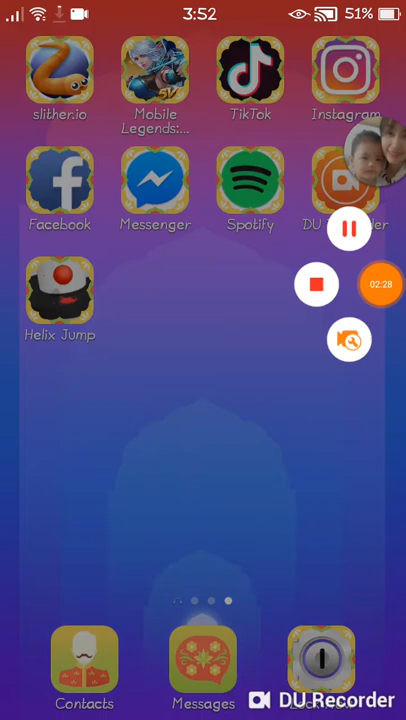 3:52
51%
slither.io
Mobile
Legends:...
TikTok
Instagram
Facebook
Messenger
Spotify
DU
02:28
Helix Jump
Contacts
Messages
DU Recorder